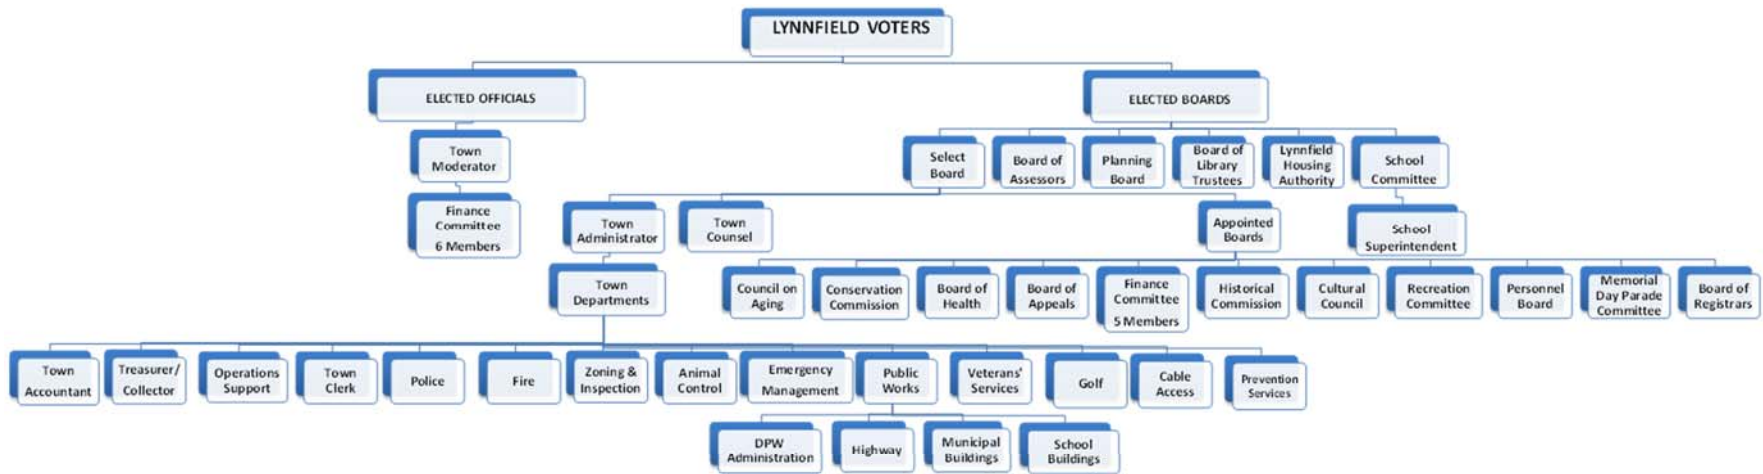 LYNNFIELD VOTERS
ELECTED OFFICIALS
ELECTED BOARDS
Town
Moderator
Select
Board
Board of
Assessors
Planning
Board
Board of
Library
Trustees
Lynnfield
Housing
Authority
School
Committee
Finance
Committee
6 Members
Town
Administrator
Town
Counsel
Appointed
Boards
School
Superintendent
Town
Departments
Council on
Aging
Conservation
Commission
Board of
Health
Board of
Appeals
Finance
Committee
5 Members
Historical
Commission
Cultural
Council
Recreation
Committee
Personnel
Board
Memorial
Day Parade
Committee
Board of
Registrars
Town
Accountant
Treasurer/
Collector
Operations
Support
Town
Clerk
Police
Fire
Zoning &
Inspection
Animal
Control
Emergency
Management
Public
Works
Veterans'
Services
Golf
Cable
Access
Prevention
Services
DPW
Administration
Highway
Municipal
Buildings
School
Buildings